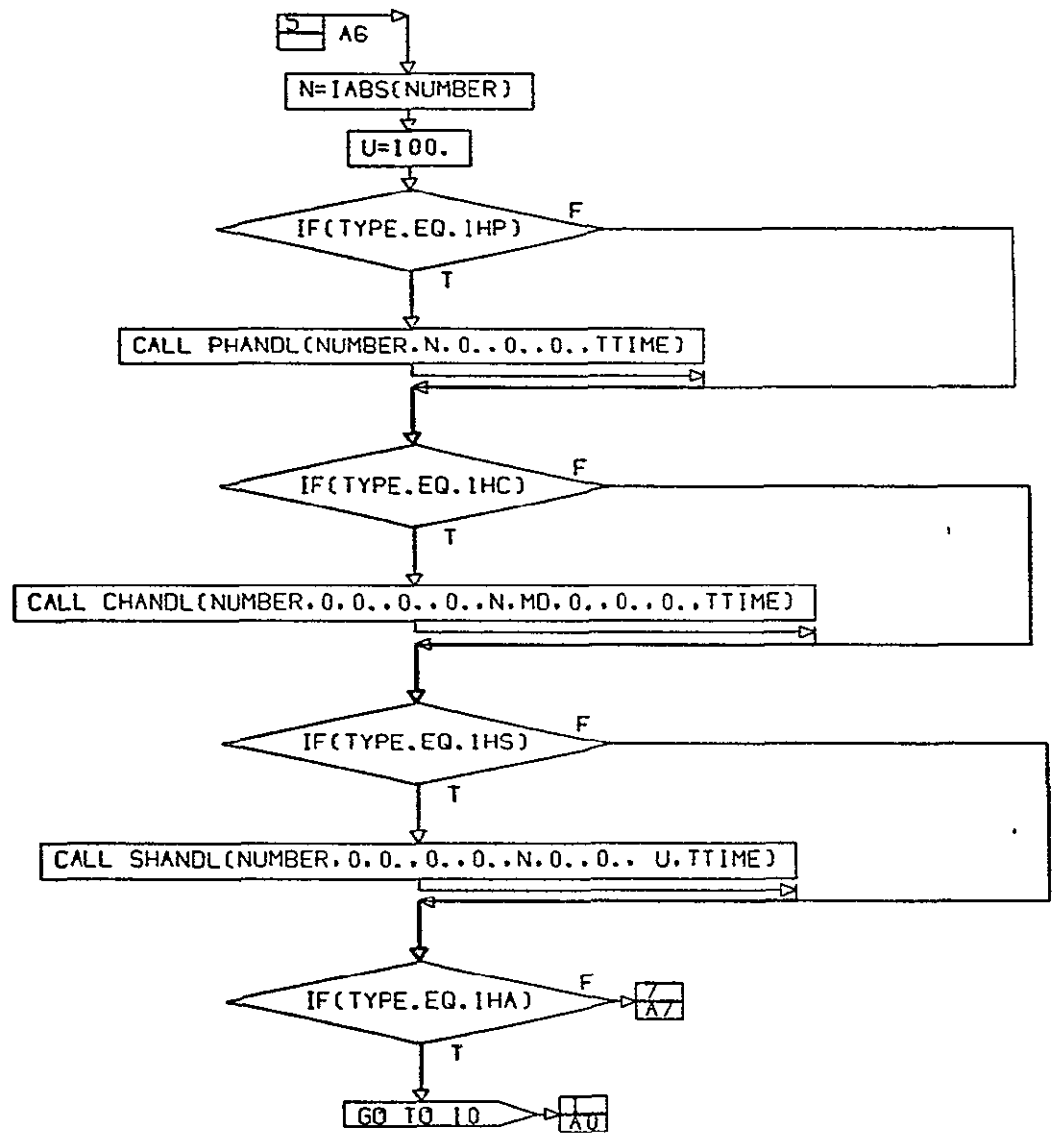 5 A6
N=IABS(NUMBER)
U=100.
IF(TYPE.EQ.1HP) F
T
CALL PHANDL(NUMBER,N,0.,0.,0.,TTIME)
IF(TYPE.EQ.1HC) F
T
CALL CHANDL(NUMBER,0,0.,0.,0.,N,MD,0.,0.,0.,TTIME)
IF(TYPE.EQ.1HS) F
T
CALL SHANDL(NUMBER,0,0.,0.,0.,N,0.,0., U,TTIME)
IF(TYPE.EQ.1HA) F 7
A7
T
GO TO 10 1
A0